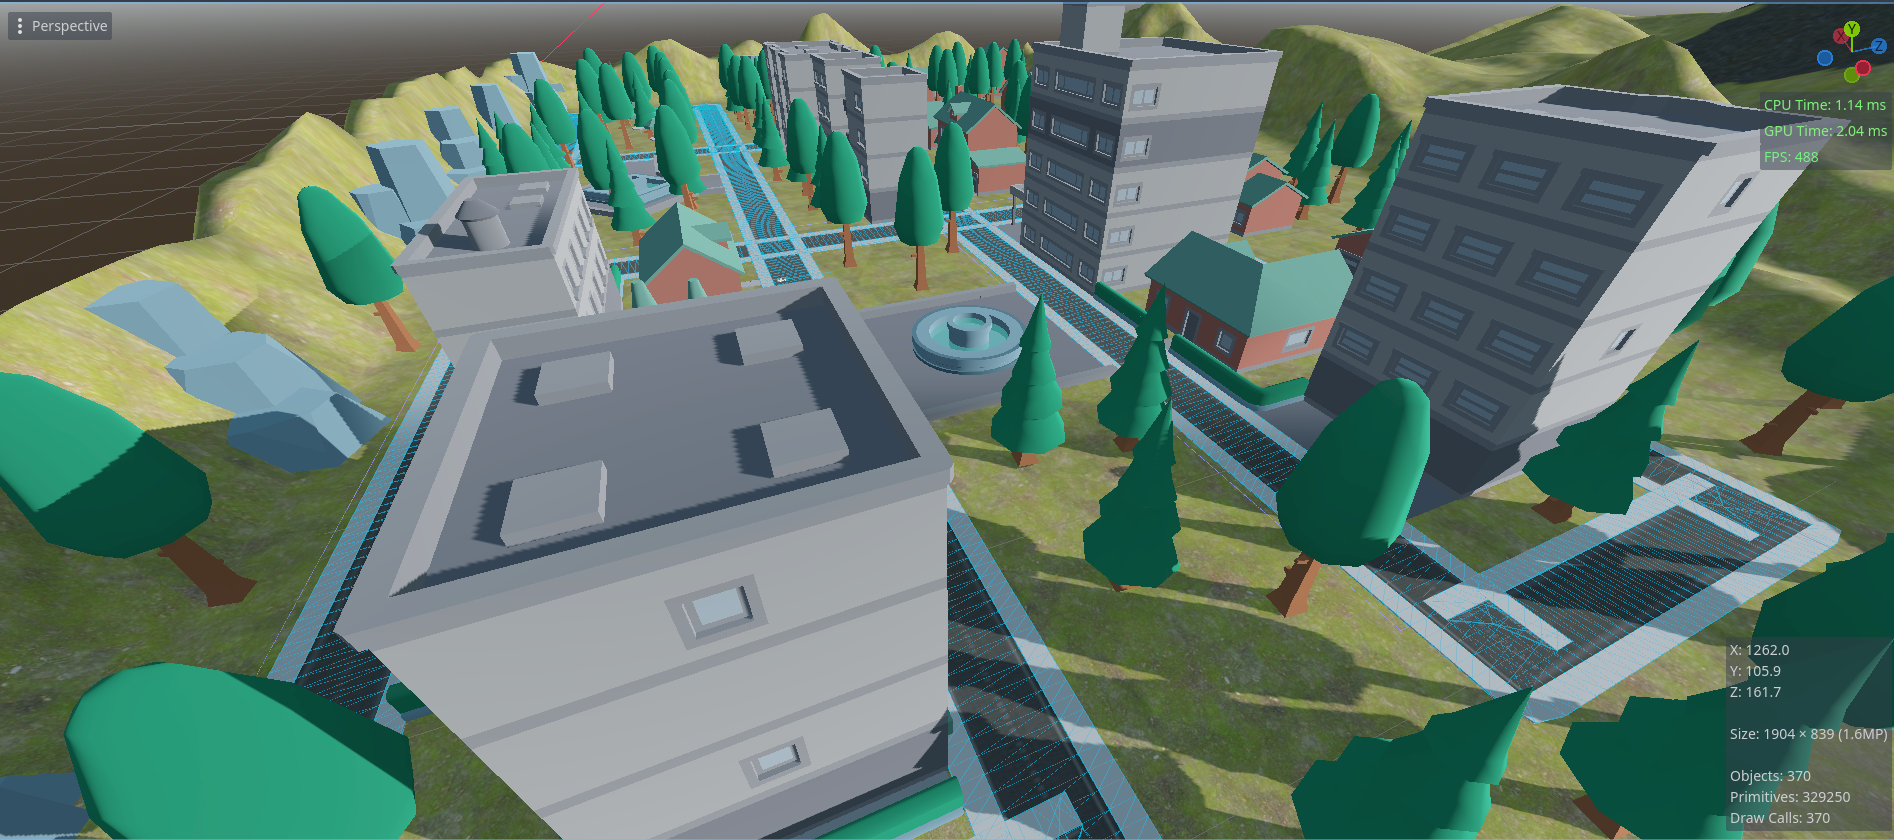 Perspective
Y
X
Z
CPU Time: 1.14 ms
GPU Time: 2.04 ms
FPS: 488
X: 1262.0
Y: 105.9
Z: 161.7
Size: 1904 × 839 (1.6MP)
Objects: 370
Primitives: 329250
Draw Calls: 370